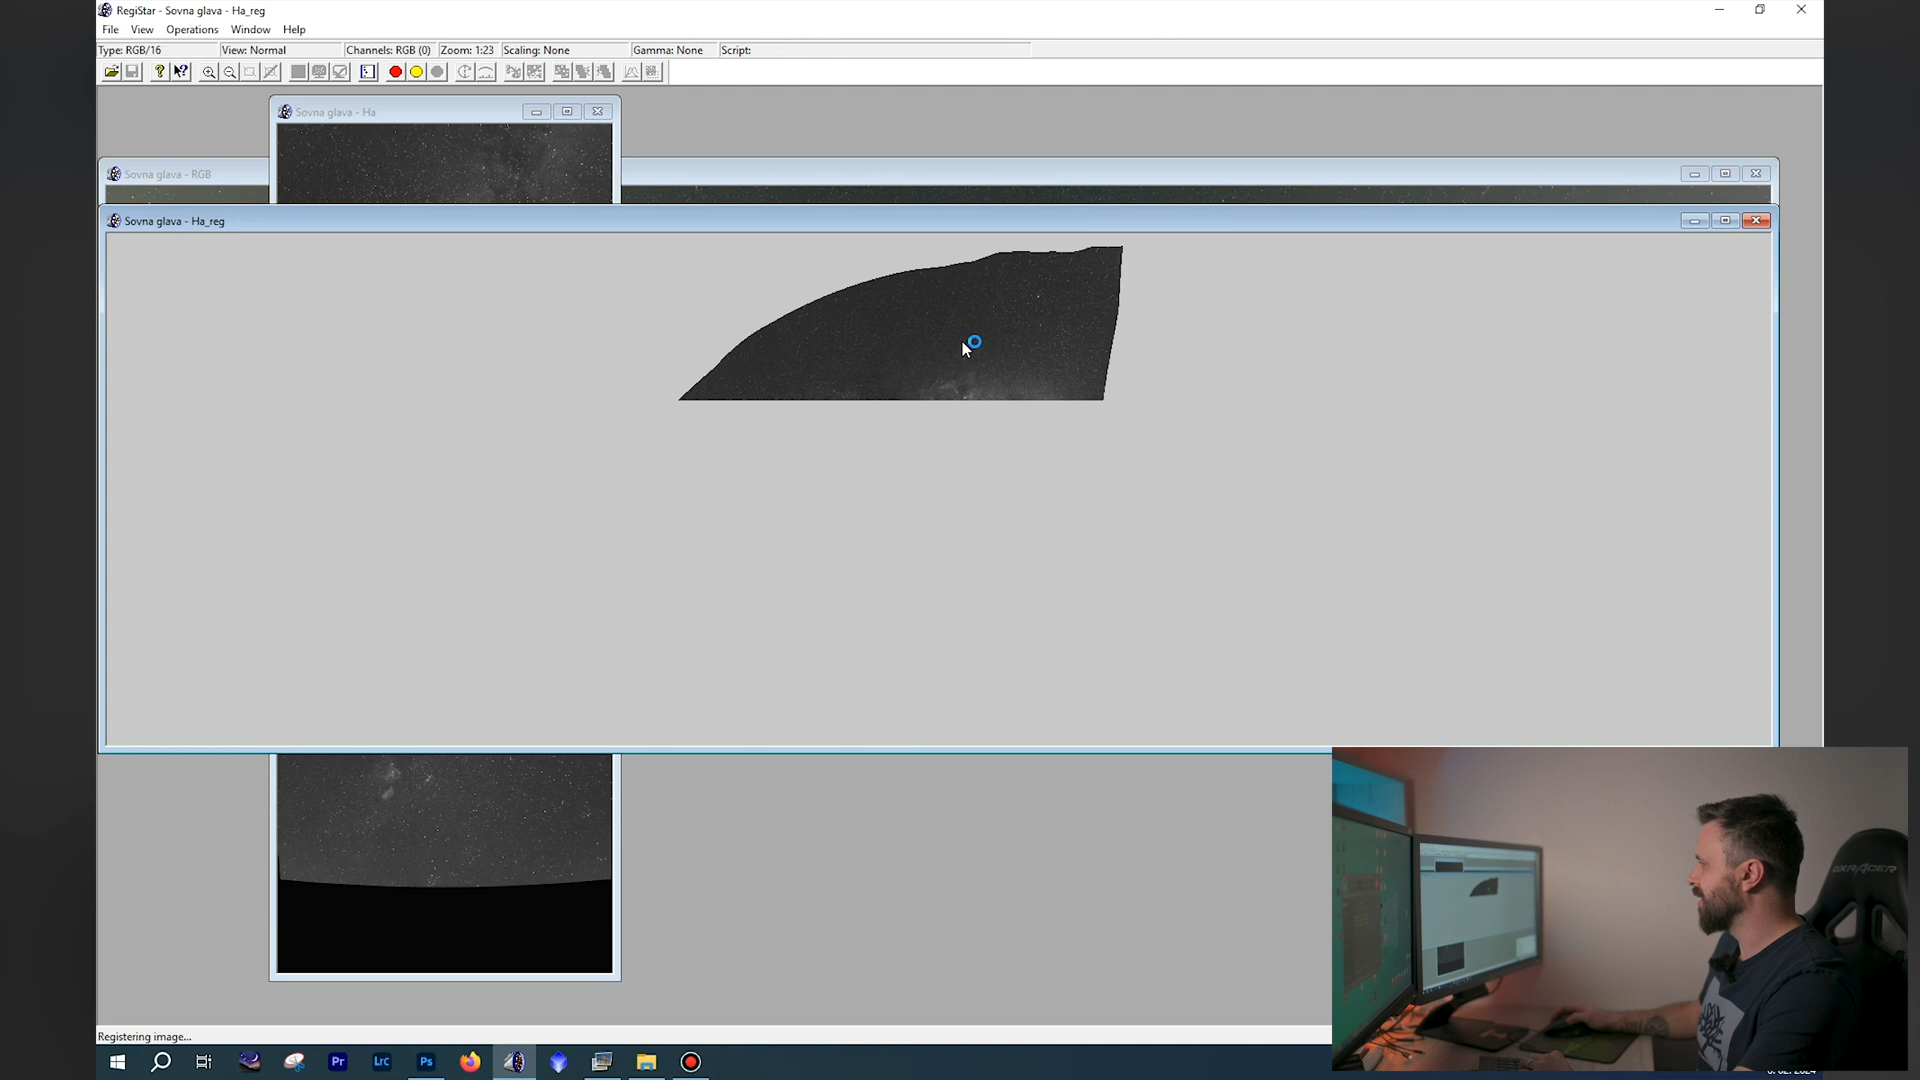 RegiStar - Sovna glava - Ha_reg
File View Operations Window Help
Type: RGB/16 View: Normal Channels: RGB (0) Zoom: 1:23 Scaling: None Gamma: None Script:
Sovna glava - Ha
Sovna glava - RGB
Sovna glava - Ha_reg
DXRACER
Registering image...
Pr LrC Ps